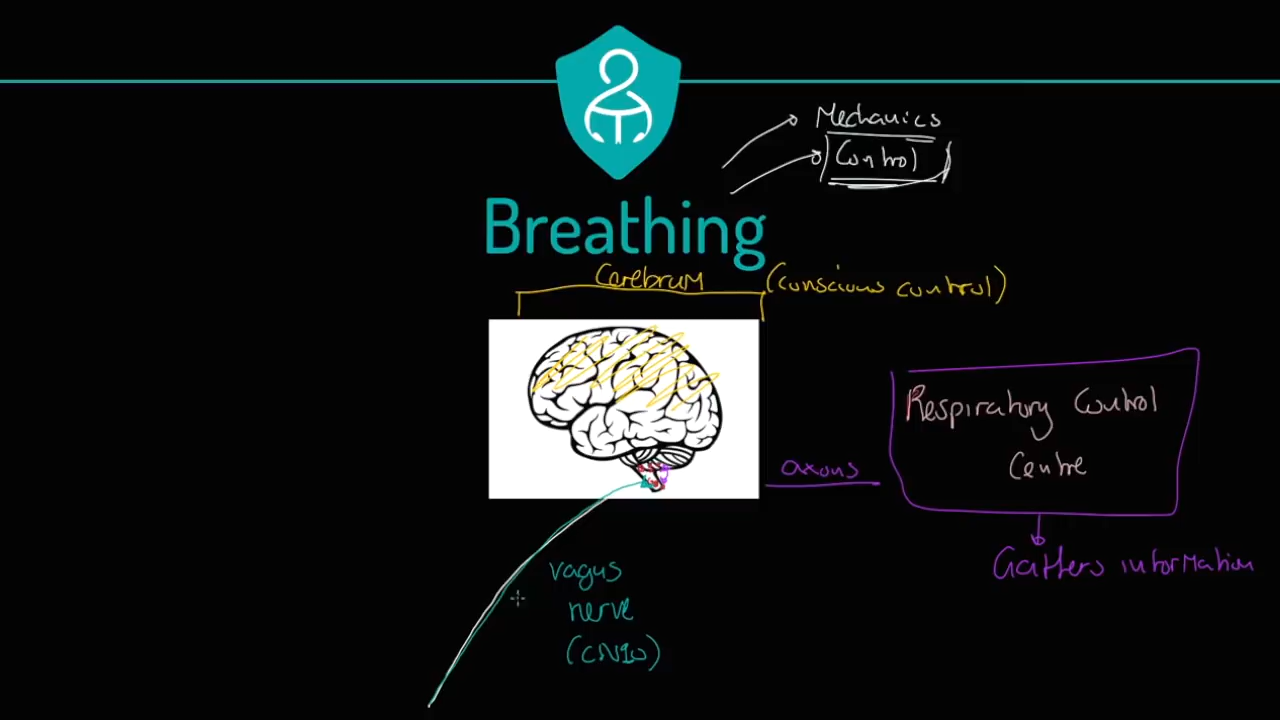 Mechanics
Control
Breathing
Cerebrum
(conscious control)
Respiratory Control
Centre
axons
Gathers information
vagus
nerve
(CN10)